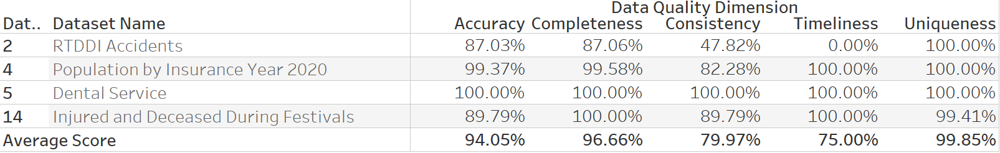 Data Quality Dimension
Dat.. Dataset Name Accuracy Completeness Consistency Timeliness Uniqueness
2 RTDDI Accidents 87.03% 87.06% 47.82% 0.00% 100.00%
4 Population by Insurance Year 2020 99.37% 99.58% 82.28% 100.00% 100.00%
5 Dental Service 100.00% 100.00% 100.00% 100.00% 100.00%
14 Injured and Deceased During Festivals 89.79% 100.00% 89.79% 100.00% 99.41%
Average Score 94.05% 96.66% 79.97% 75.00% 99.85%